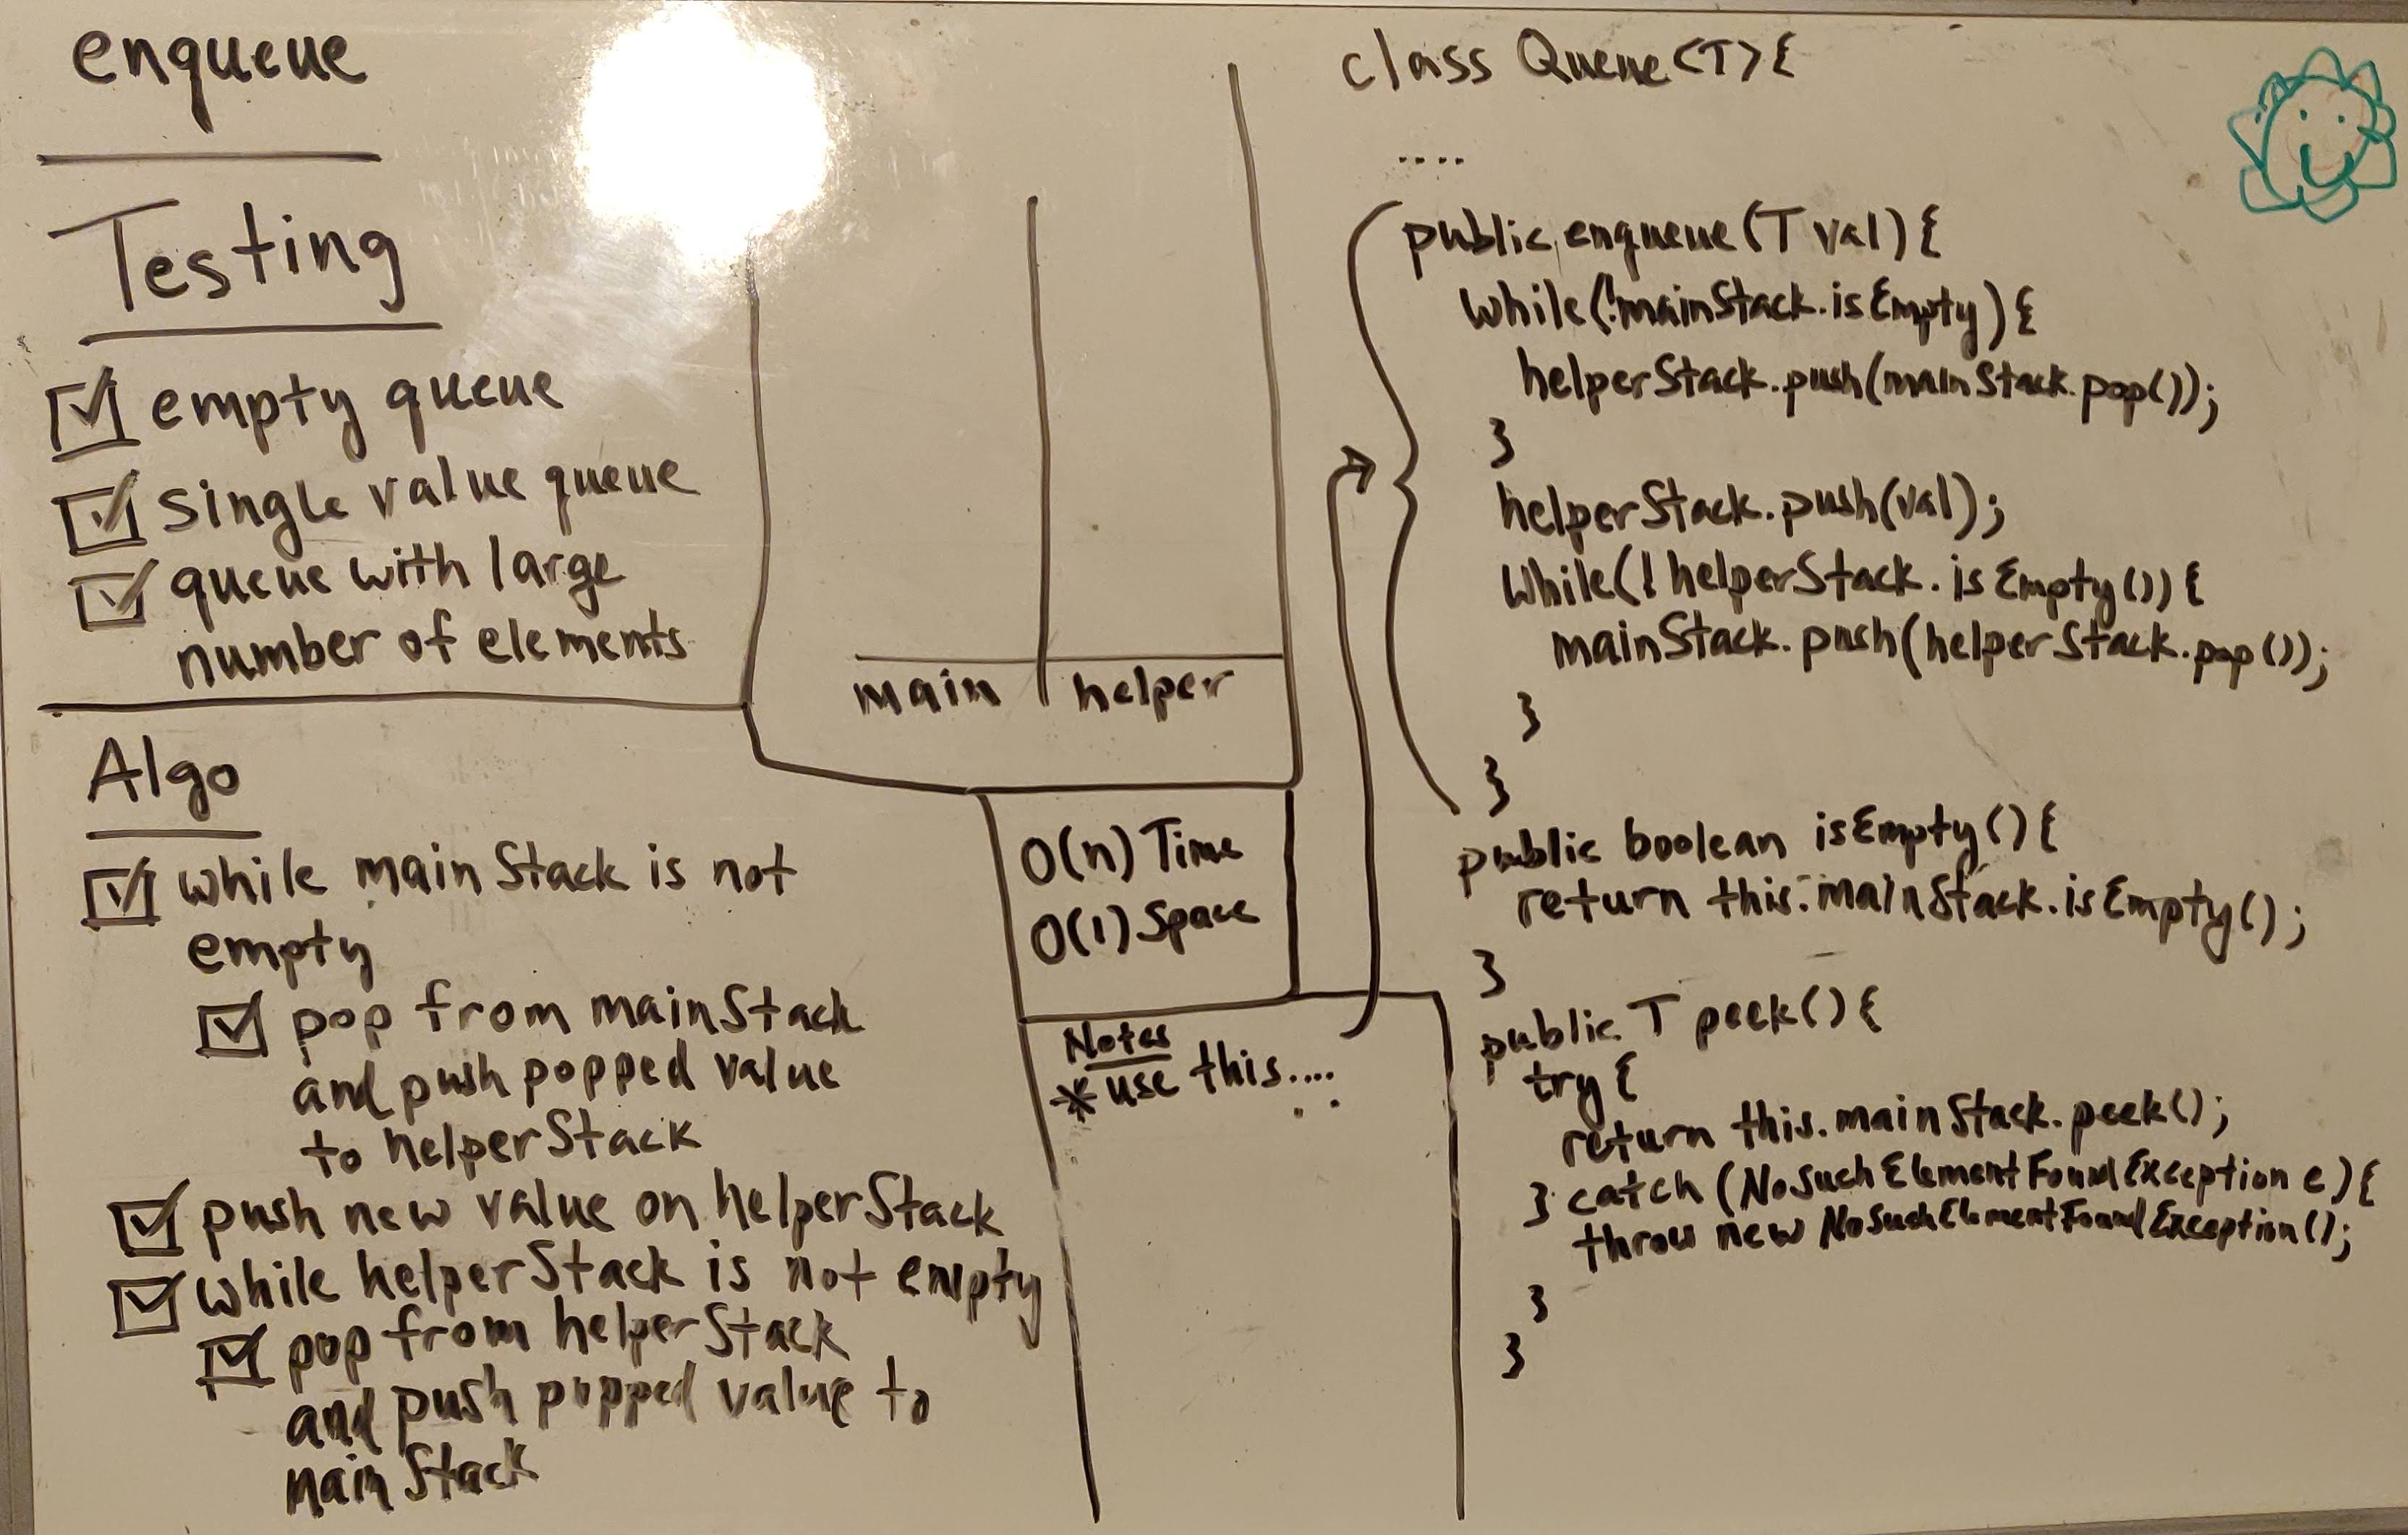 enqueue
Testing
empty queue
single value queue
queue with large
number of elements
main
helper
Algo
while mainStack is not
empty
pop from mainStack
and push popped value
to helperStack
push new value on helperStack
while helperStack is not empty
pop from helperStack
and push popped value to
mainStack
O(n) Time
O(1) Space
Notes
* use this....
class Queue<T>{
....
public enqueue(T val){
while(!mainStack.isEmpty){
helperStack.push(mainStack.pop());
}
helperStack.push(val);
While(!helperStack.isEmpty()){
mainStack.push(helperStack.pop());
}
}
public boolean isEmpty(){
return this.mainStack.isEmpty();
}
public T peek(){
try{
return this.mainStack.peek();
} catch (NoSuchElementFoundException e){
throw new NoSuchElementFoundException();
}
}